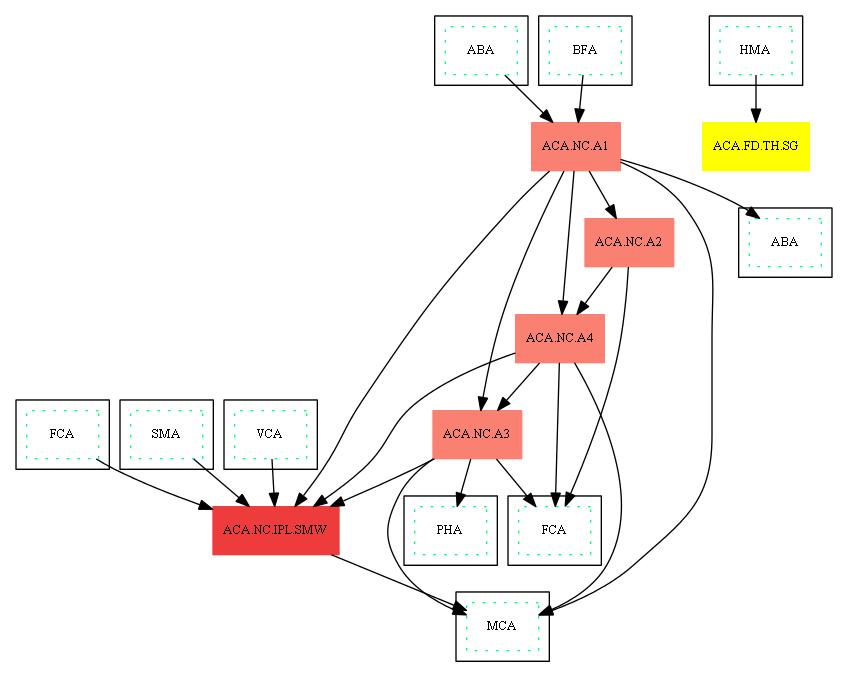 ABA
BFA
HMA
ACA.NC.A1
ACA.FD.TH.SG
ACA.NC.A2
ABA
ACA.NC.A4
FCA
SMA
VCA
ACA.NC.A3
ACA.NC.IPL.SMW
PHA
FCA
MCA